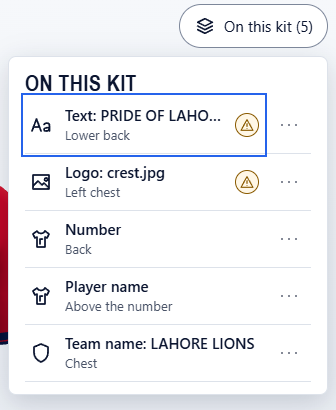 On this kit (5)
ON THIS KIT
Aa
Text: PRIDE OF LAHO...
Lower back
Logo: crest.jpg
Left chest
Number
Back
Player name
Above the number
Team name: LAHORE LIONS
Chest